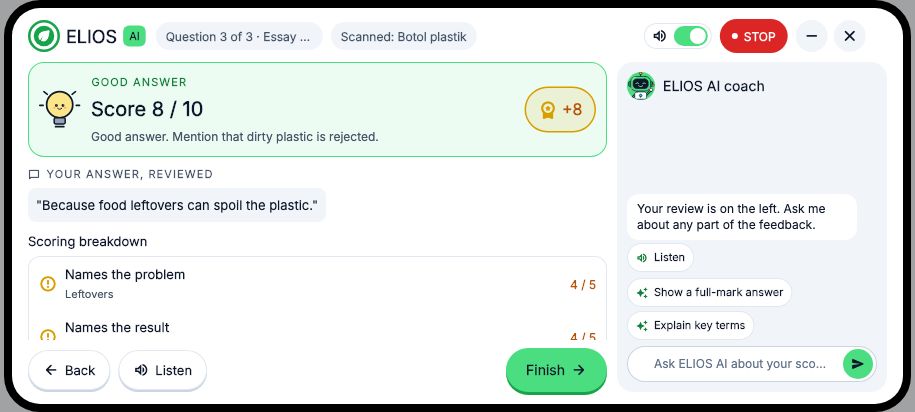 ELIOS AI
Question 3 of 3 · Essay ...
Scanned: Botol plastik
STOP
GOOD ANSWER
Score 8 / 10
Good answer. Mention that dirty plastic is rejected.
+8
YOUR ANSWER, REVIEWED
"Because food leftovers can spoil the plastic."
Scoring breakdown
Names the problem
Leftovers
4 / 5
Names the result
4 / 5
Back
Listen
Finish
ELIOS AI coach
Your review is on the left. Ask me
about any part of the feedback.
Listen
Show a full-mark answer
Explain key terms
Ask ELIOS AI about your sco...